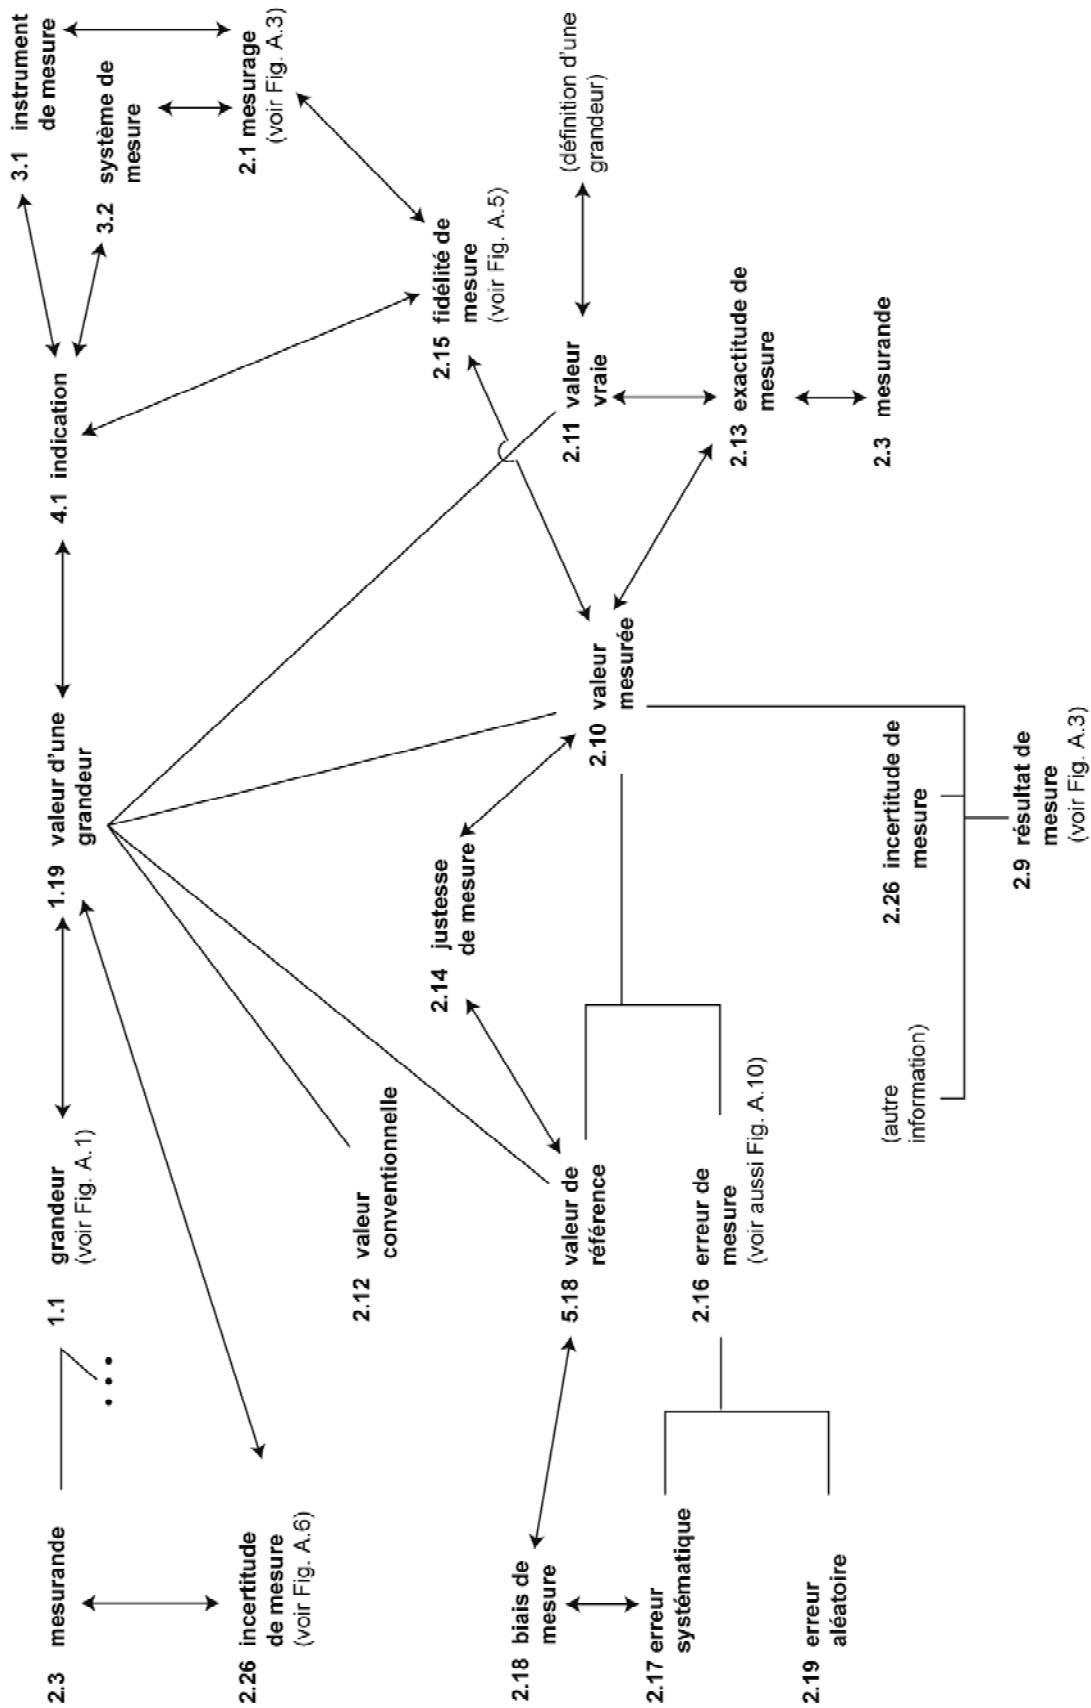 2.3 mesurande
1.1 grandeur
(voir Fig. A.1)
1.19 valeur d'une
grandeur
4.1 indication
3.1 instrument
de mesure
3.2 système de
mesure
2.26 incertitude
de mesure
(voir Fig. A.6)
2.1 mesurage
(voir Fig. A.3)
2.12 valeur
conventionnelle
2.14 justesse
de mesure
2.15 fidélité de
mesure
(voir Fig. A.5)
2.18 biais de
mesure
5.18 valeur de
référence
2.10 valeur
mesurée
2.11 valeur
vraie
(définition d'une
grandeur)
2.17 erreur
systématique
2.16 erreur de
mesure
(voir aussi Fig. A.10)
2.13 exactitude de
mesure
2.19 erreur
aléatoire
(autre
information)
2.26 incertitude de
mesure
2.3 mesurande
2.9 résultat de
mesure
(voir Fig. A.3)